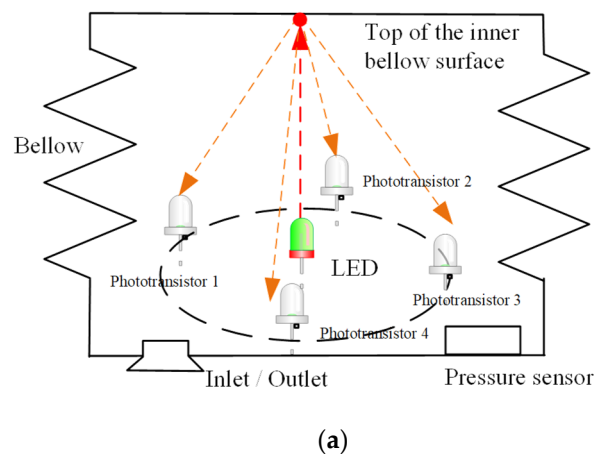 Top of the inner
bellow surface
Bellow
Phototransistor 2
Phototransistor 1
LED
Phototransistor 3
Phototransistor 4
Inlet / Outlet
Pressure sensor
(a)